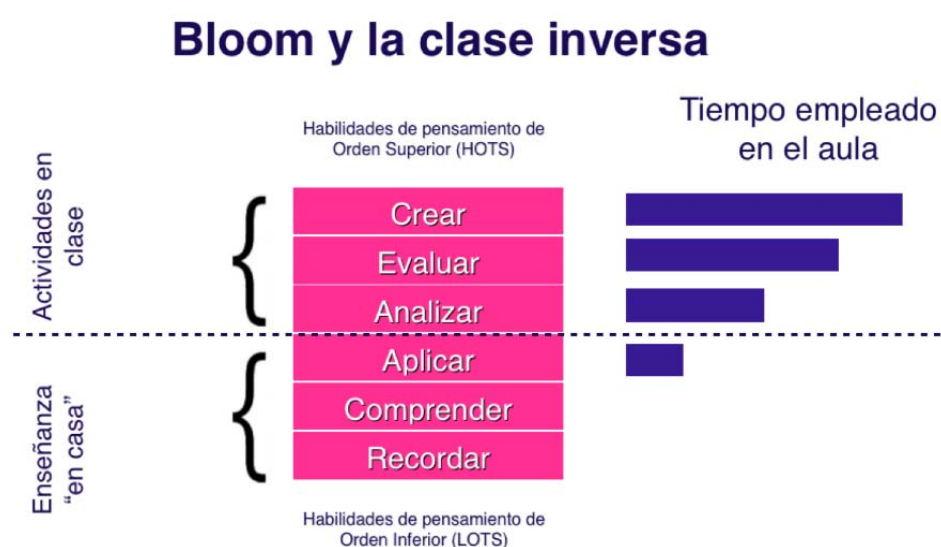 Bloom y la clase inversa
Habilidades de pensamiento de
Orden Superior (HOTS)
Tiempo empleado
en el aula
Actividades en
clase
Crear
Evaluar
Analizar
Enseñanza
“en casa”
Aplicar
Comprender
Recordar
Habilidades de pensamiento de
Orden Inferior (LOTS)